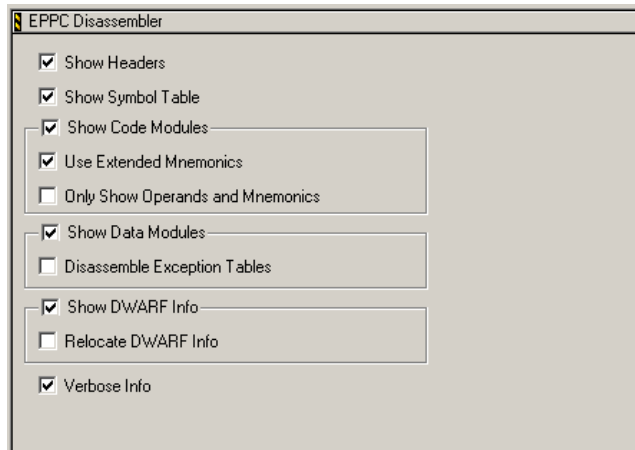 EPPC Disassembler
Show Headers
Show Symbol Table
Show Code Modules
Use Extended Mnemonics
Only Show Operands and Mnemonics
Show Data Modules
Disassemble Exception Tables
Show DWARF Info
Relocate DWARF Info
Verbose Info